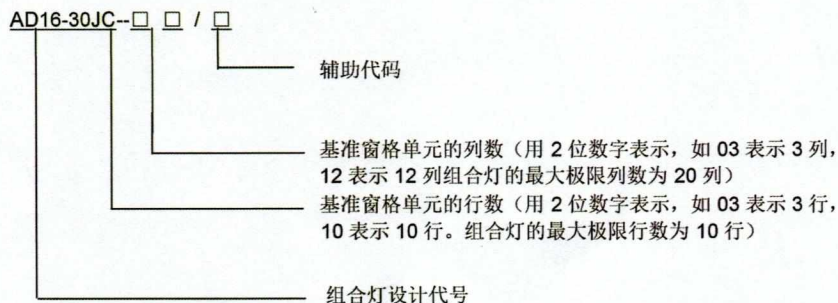 AD16-30JC--□ □ / □
辅助代码
基准窗格单元的列数（用 2 位数字表示，如 03 表示 3 列，
12 表示 12 列组合灯的最大极限列数为 20 列）
基准窗格单元的行数（用 2 位数字表示，如 03 表示 3 行，
10 表示 10 行。组合灯的最大极限行数为 10 行）
组合灯设计代号